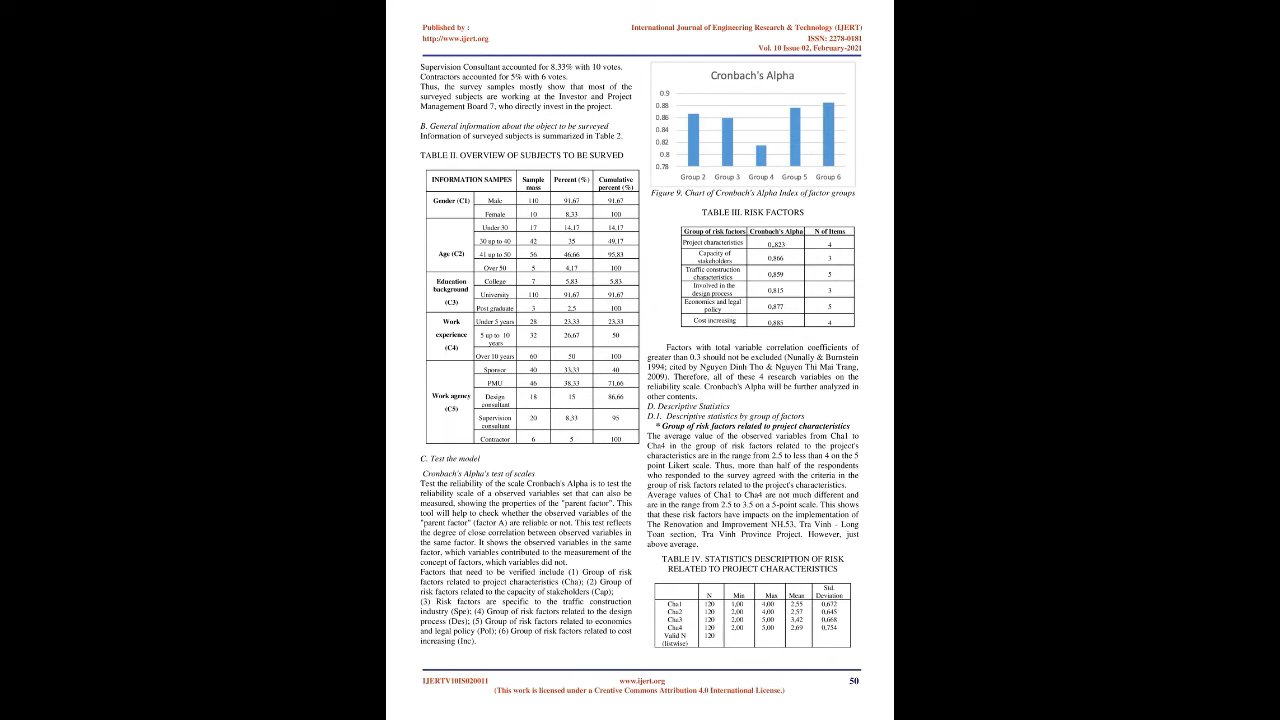 Published by :
http://www.ijert.org
International Journal of Engineering Research & Technology (IJERT)
ISSN: 2278-0181
Vol. 10 Issue 02, February-2021
Supervision Consultant accounted for 8.33% with 10 votes.
Contractors accounted for 5% with 6 votes.
Thus, the survey samples mostly show that most of the
surveyed subjects are working at the Investor and Project
Management Board 7, who directly invest in the project.
B. General information about the object to be surveyed
Information of surveyed subjects is summarized in Table 2.
TABLE II. OVERVIEW OF SUBJECTS TO BE SURVED
INFORMATION SAMPES Sample mass Percent (%) Cumulative percent (%)
Gender (C1) Male 110 91,67 91,67
Female 10 8,33 100
Age (C2) Under 30 17 14,17 14,17
30 up to 40 42 35 49,17
41 up to 50 56 46,66 95,83
Over 50 5 4,17 100
Education background (C3) College 7 5,83 5,83
University 110 91,67 91,67
Post graduate 3 2,5 100
Work experience (C4) Under 5 years 28 23,33 23,33
5 up to 10 years 32 26,67 50
Over 10 years 60 50 100
Work agency (C5) Sponsor 40 33,33 40
PMU 46 38,33 71,66
Design consultant 18 15 86,66
Supervision consultant 20 8,33 95
Contractor 6 5 100
C. Test the model
Cronbach's Alpha's test of scales
Test the reliability of the scale Cronbach's Alpha is to test the
reliability scale of a observed variables set that can also be
measured, showing the properties of the "parent factor". This
tool will help to check whether the observed variables of the
"parent factor" (factor A) are reliable or not. This test reflects
the degree of close correlation between observed variables in
the same factor. It shows the observed variables in the same
factor, which variables contributed to the measurement of the
concept of factors, which variables did not.
Factors that need to be verified include (1) Group of risk
factors related to project characteristics (Cha); (2) Group of
risk factors related to the capacity of stakeholders (Cap);
(3) Risk factors are specific to the traffic construction
industry (Spe); (4) Group of risk factors related to the design
process (Des); (5) Group of risk factors related to economics
and legal policy (Pol); (6) Group of risk factors related to cost
increasing (Inc).
Cronbach's Alpha
0.9
0.88
0.86
0.84
0.82
0.8
0.78
Group 2 Group 3 Group 4 Group 5 Group 6
Figure 9. Chart of Cronbach's Alpha Index of factor groups
TABLE III. RISK FACTORS
Group of risk factors Cronbach's Alpha N of Items
Project characteristics 0,,823 4
Capacity of stakeholders 0,866 3
Traffic construction characteristics 0,859 5
Involved in the design process 0,815 3
Economics and legal policy 0,877 5
Cost increasing 0,885 4
Factors with total variable correlation coefficients of
greater than 0.3 should not be excluded (Nunally & Burnstein
1994; cited by Nguyen Dinh Tho & Nguyen Thi Mai Trang,
2009). Therefore, all of these 4 research variables on the
reliability scale. Cronbach's Alpha will be further analyzed in
other contents.
D. Descriptive Statistics
D.1. Descriptive statistics by group of factors
* Group of risk factors related to project characteristics
The average value of the observed variables from Cha1 to
Cha4 in the group of risk factors related to the project's
characteristics are in the range from 2.5 to less than 4 on the 5
point Likert scale. Thus, more than half of the respondents
who responded to the survey agreed with the criteria in the
group of risk factors related to the project's characteristics.
Average values of Cha1 to Cha4 are not much different and
are in the range from 2.5 to 3.5 on a 5-point scale. This shows
that these risk factors have impacts on the implementation of
The Renovation and Improvement NH.53, Tra Vinh - Long
Toan section, Tra Vinh Province Project. However, just
above average.
TABLE IV. STATISTICS DESCRIPTION OF RISK
RELATED TO PROJECT CHARACTERISTICS
N Min Max Mean Std. Deviation
Cha1 120 1,00 4,00 2,55 0,672
Cha2 120 2,00 4,00 2,57 0,645
Cha3 120 2,00 5,00 3,42 0,668
Cha4 120 2,00 5,00 2,69 0,754
Valid N (listwise) 120
IJERTV10IS020011
www.ijert.org
50
(This work is licensed under a Creative Commons Attribution 4.0 International License.)